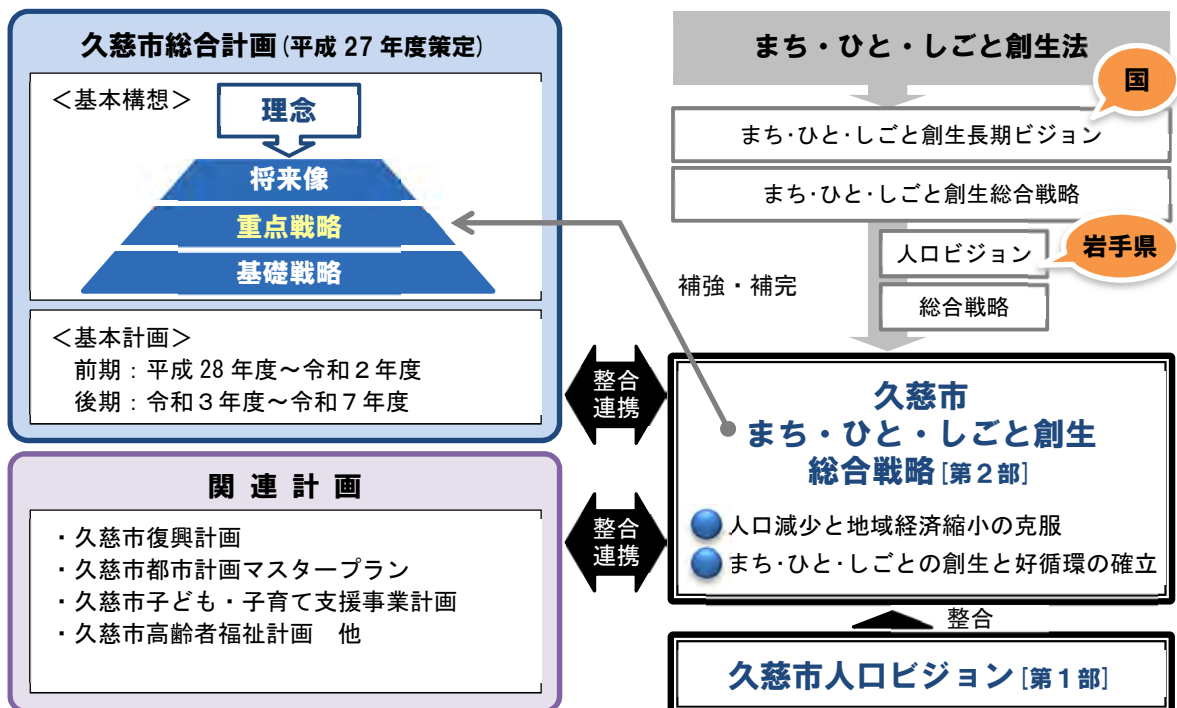 久慈市総合計画(平成 27 年度策定)
＜基本構想＞
理念
将来像
重点戦略
基礎戦略
＜基本計画＞
前期：平成 28 年度～令和２年度
後期：令和３年度～令和７年度
関 連 計 画
・久慈市復興計画
・久慈市都市計画マスタープラン
・久慈市子ども・子育て支援事業計画
・久慈市高齢者福祉計画　他
整合
連携
整合
連携
補強・補完
まち・ひと・しごと創生法
国
まち･ひと･しごと創生長期ビジョン
まち･ひと･しごと創生総合戦略
人口ビジョン
岩手県
総合戦略
久慈市
まち・ひと・しごと創生
総合戦略[第２部]
人口減少と地域経済縮小の克服
まち･ひと･しごとの創生と好循環の確立
整合
久慈市人口ビジョン[第１部]